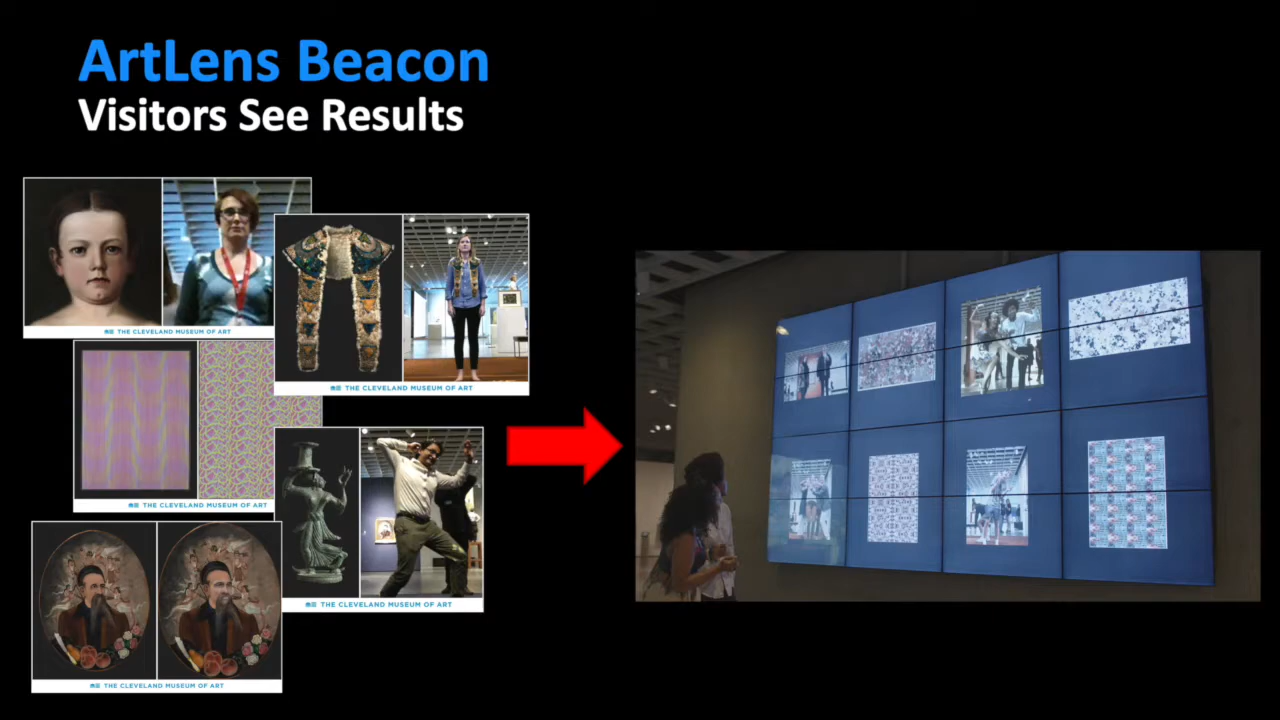 ArtLens Beacon
Visitors See Results
THE CLEVELAND MUSEUM OF ART
THE CLEVELAND MUSEUM OF ART
THE CLEVELAND MUSEUM OF ART
THE CLEVELAND MUSEUM OF ART
THE CLEVELAND MUSEUM OF ART